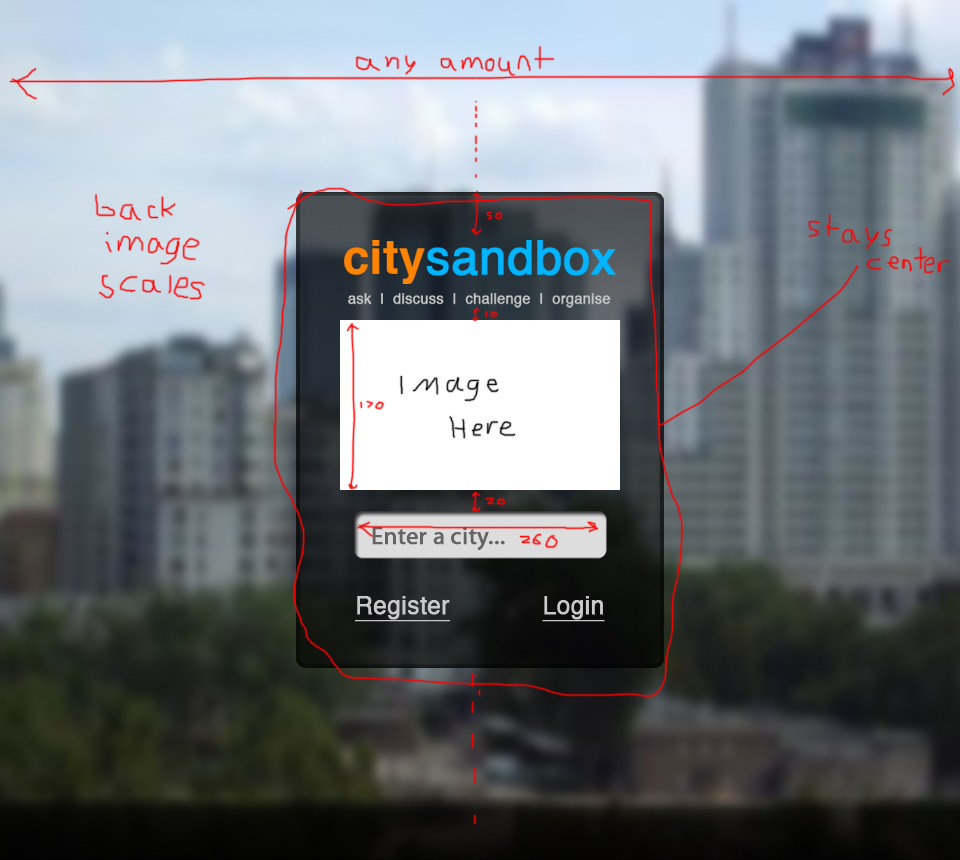 any amount
back
image
scales
stays
center
50
citysandbox
ask | discuss | challenge | organise
10
Image
Here
170
20
Enter a city... 260
Register Login